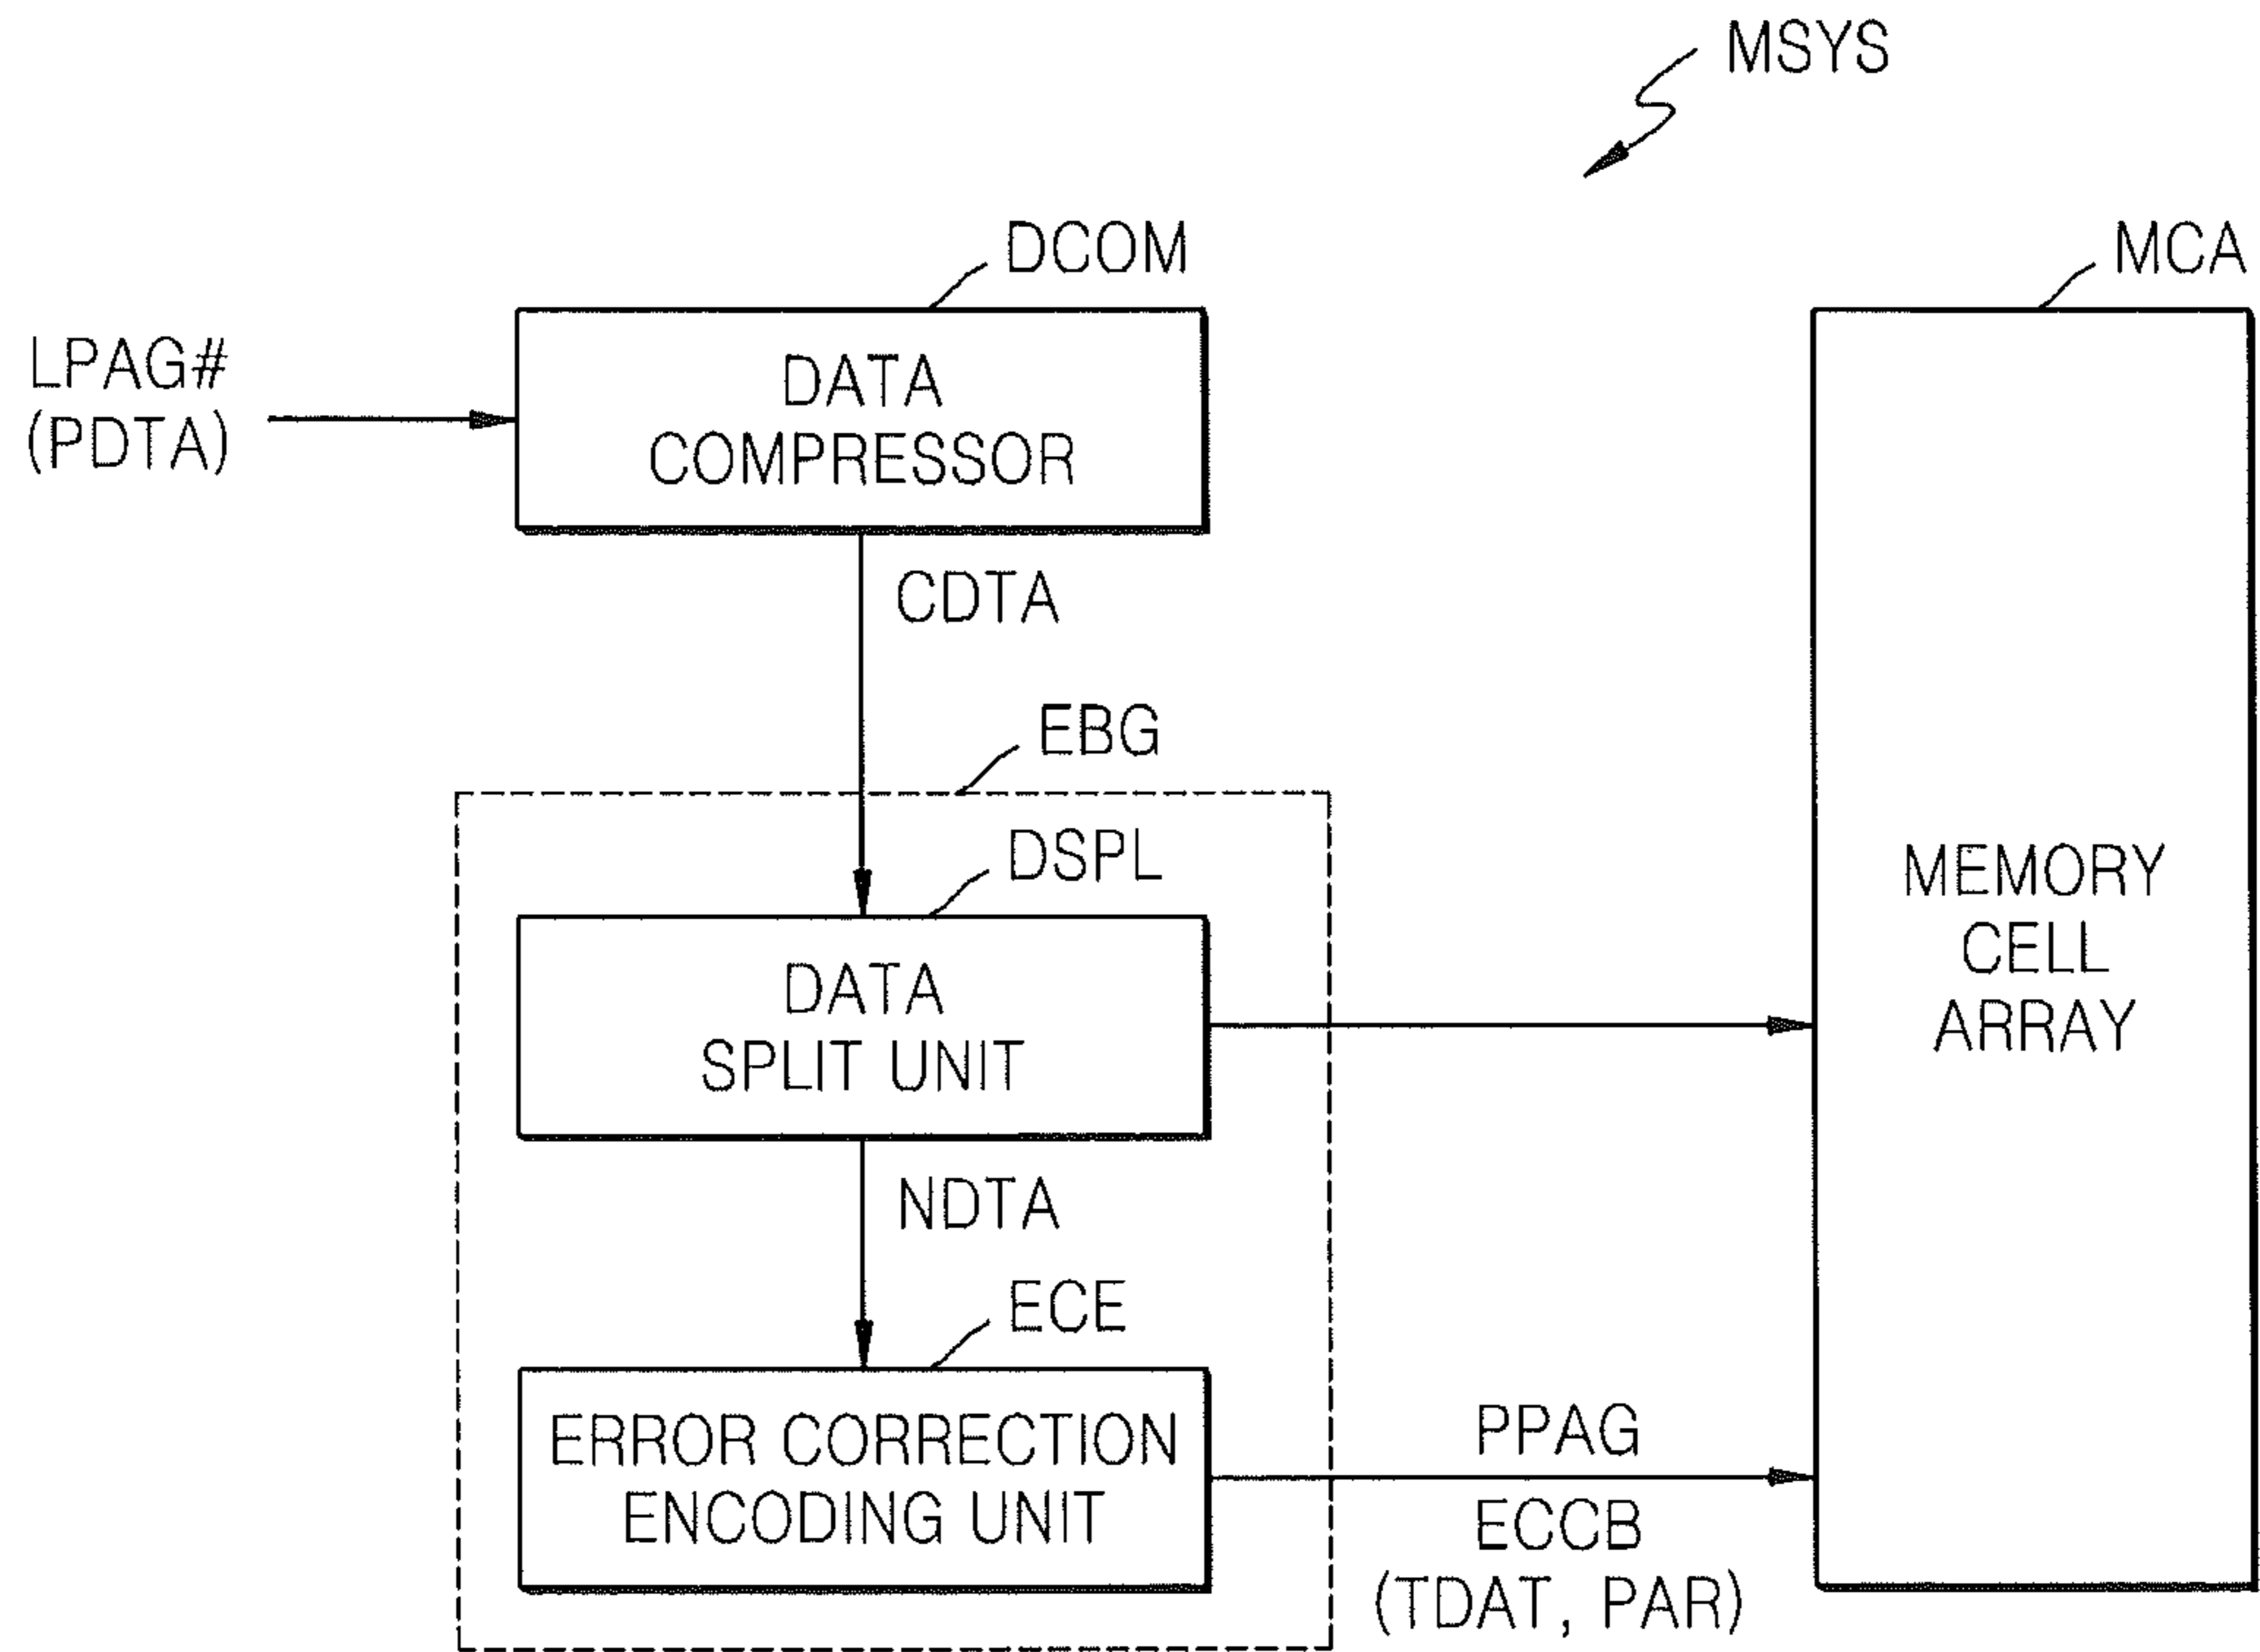 MSYS
DCOM
MCA
LPAG#
(PDTA)
DATA
COMPRESSOR
CDTA
EBG
DSPL
DATA
SPLIT UNIT
MEMORY
CELL
ARRAY
NDTA
ECE
ERROR CORRECTION
ENCODING UNIT
PPAG
ECCB
(TDAT, PAR)